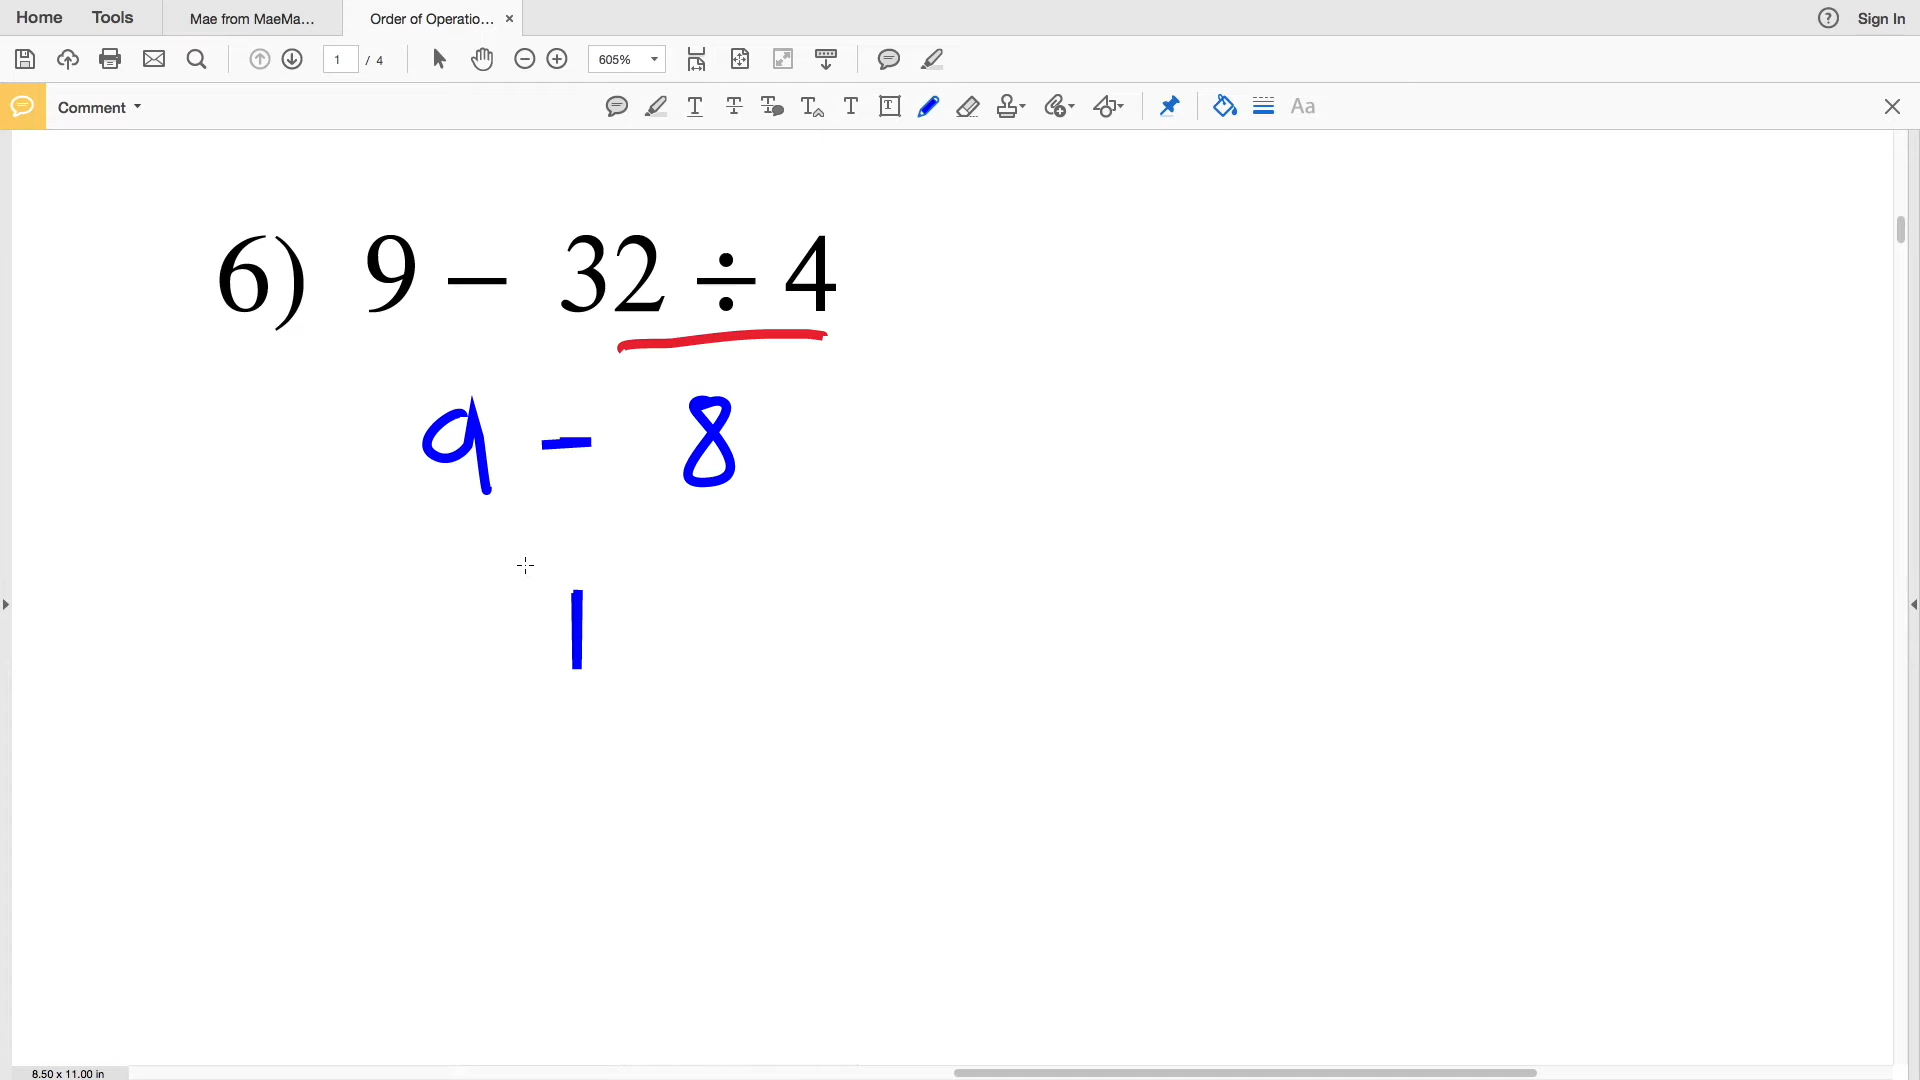 Home Tools Mae from MaeMa... Order of Operatio... × ? Sign In
1 / 4 605%
Comment T T T T T T Aa
6) 9 − 32 ÷ 4
9 - 8
1
8.50 x 11.00 in